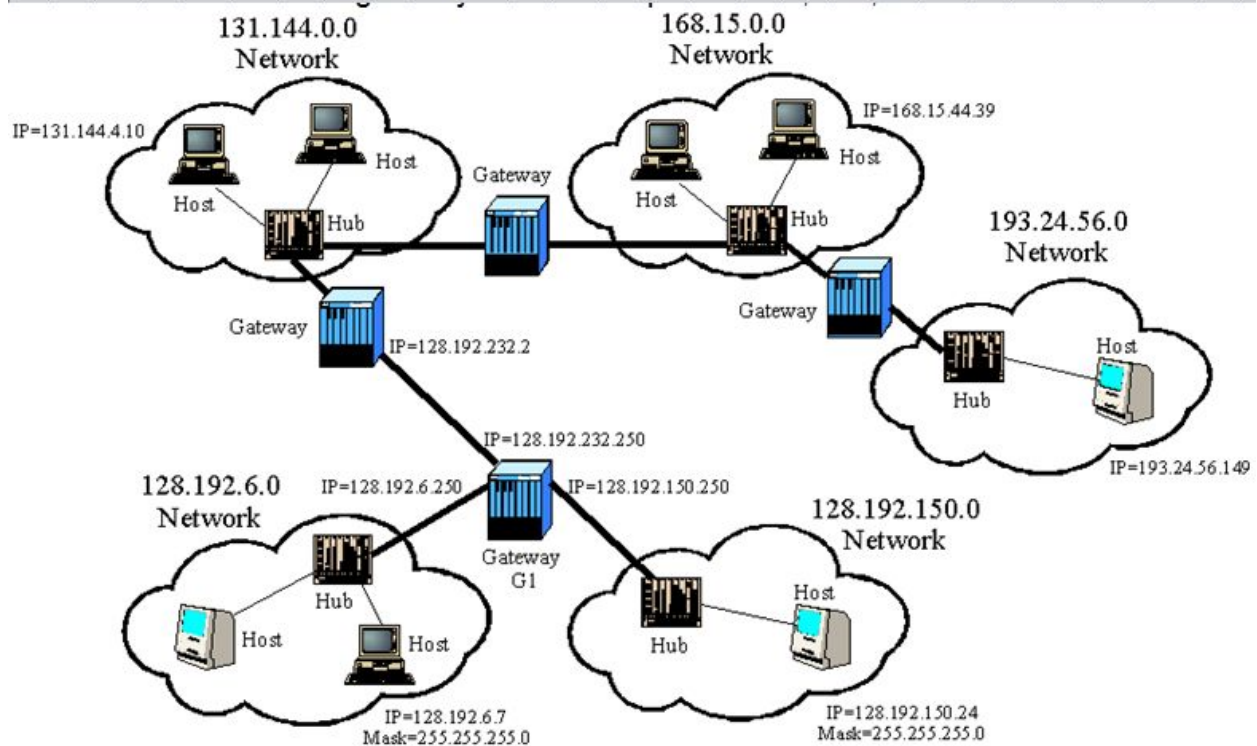 131.144.0.0
Network
168.15.0.0
Network
IP=131.144.4.10
Host
Host
Hub
Gateway
IP=168.15.44.39
Host
Host
Hub
193.24.56.0
Network
Gateway
Gateway
IP=128.192.232.2
Host
Hub
IP=193.24.56.149
IP=128.192.232.250
128.192.6.0
Network
IP=128.192.6.250
IP=128.192.150.250
Gateway
G1
128.192.150.0
Network
Hub
Host
Host
Hub
Host
IP=128.192.6.7
Mask=255.255.255.0
IP=128.192.150.24
Mask=255.255.255.0